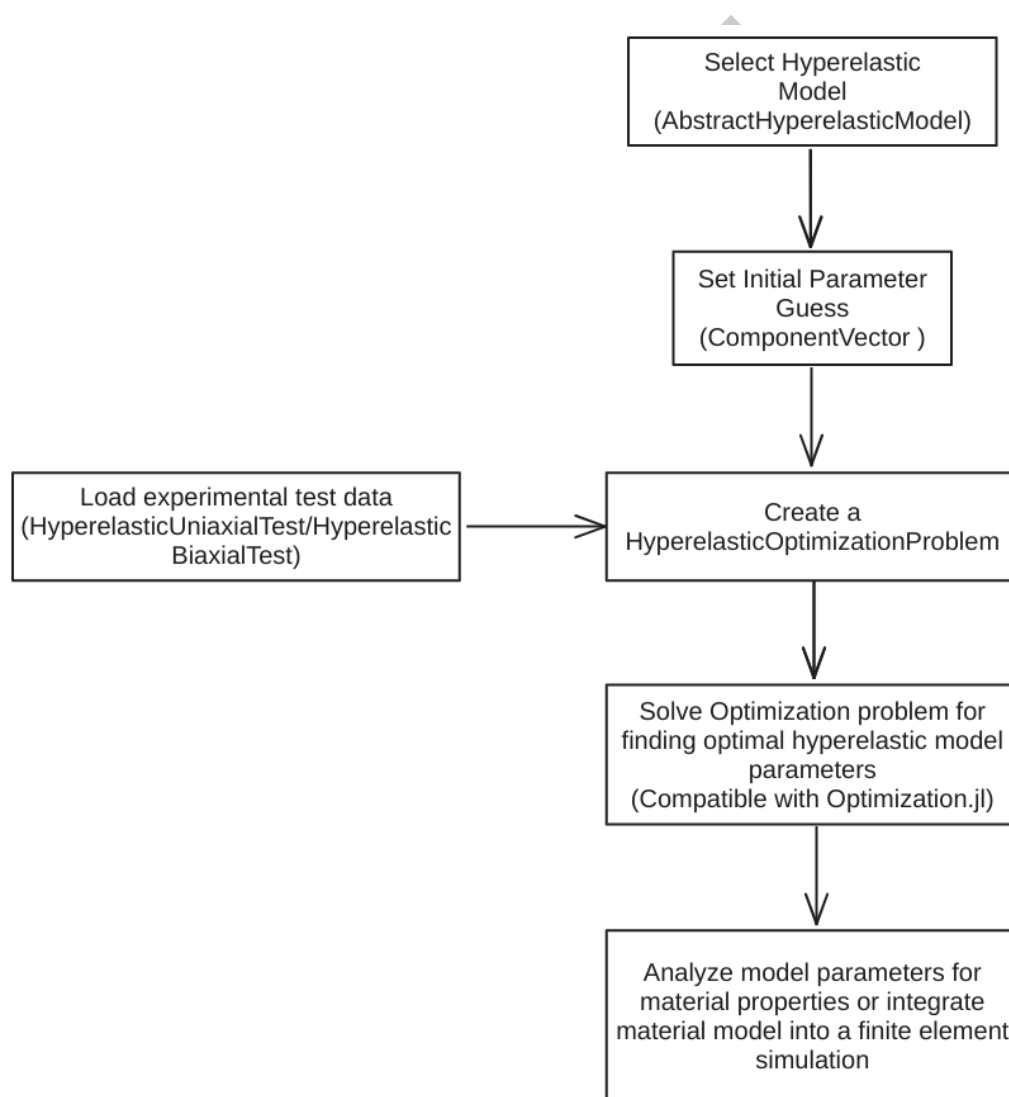 Select Hyperelastic
Model
(AbstractHyperelasticModel)
Set Initial Parameter
Guess
(ComponentVector )
Load experimental test data
(HyperelasticUniaxialTest/Hyperelastic
BiaxialTest)
Create a
HyperelasticOptimizationProblem
Solve Optimization problem for
finding optimal hyperelastic model
parameters
(Compatible with Optimization.jl)
Analyze model parameters for
material properties or integrate
material model into a finite element
simulation